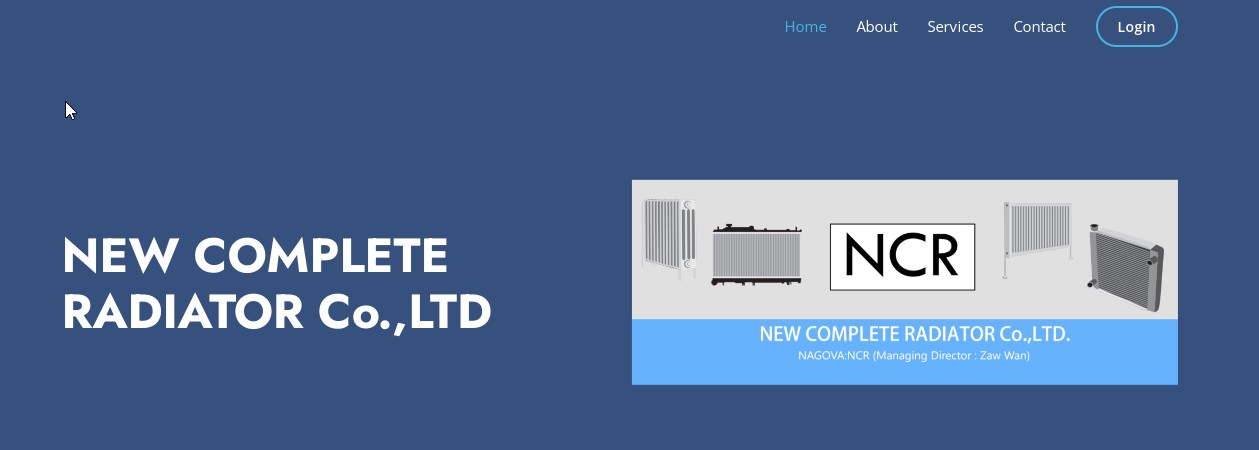 Home About Services Contact Login
NEW COMPLETE
RADIATOR Co.,LTD
NCR
NEW COMPLETE RADIATOR Co.,LTD.
NAGOVA:NCR (Managing Director : Zaw Wan)